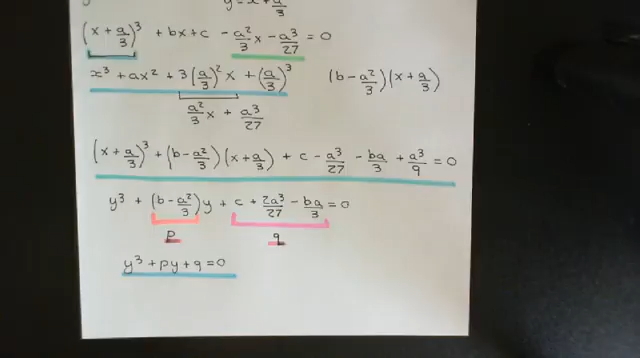 y = x + a/3
(x + a/3)³ + bx + c - a²/3 x - a³/27 = 0
x³ + ax² + 3(a/3)² x + (a/3)³ (b - a²/3)(x + a/3)
a²/3 x + a³/27
(x + a/3)³ + (b - a²/3)(x + a/3) + c - a³/27 - ba/3 + a³/9 = 0
y³ + (b - a²/3)y + c + 2a³/27 - ba/3 = 0
p q
y³ + py + q = 0